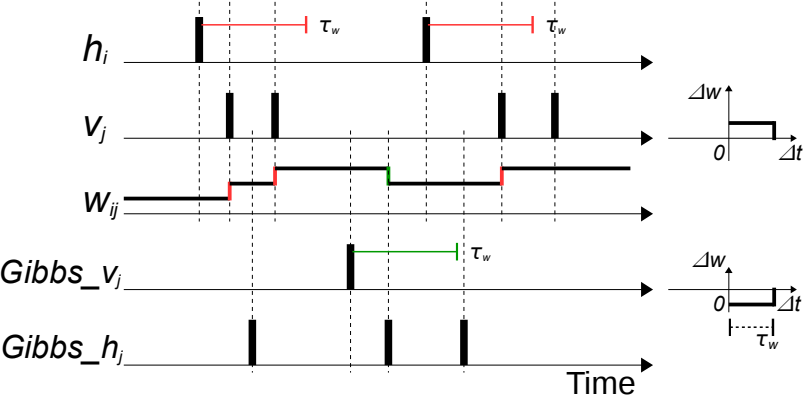 h_i τ_w τ_w
v_j Δw 0 Δt
w_ij
Gibbs_v_j τ_w Δw 0 Δt
Gibbs_h_j τ_w
Time